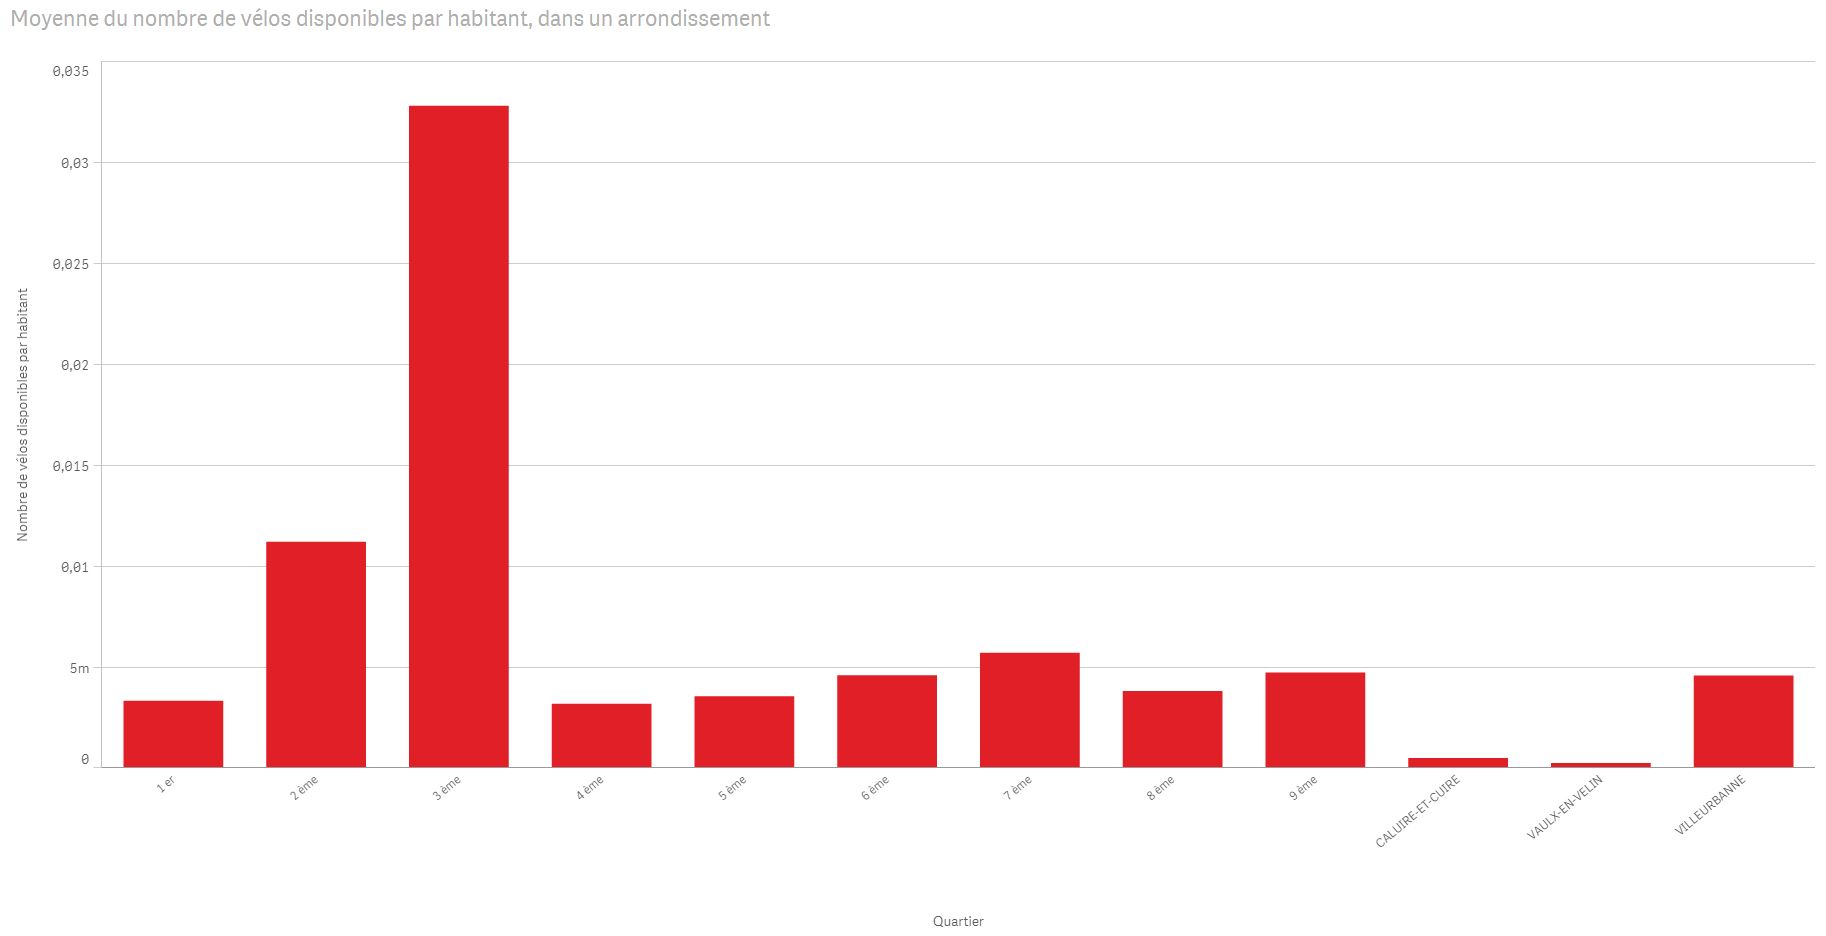 Moyenne du nombre de vélos disponibles par habitant, dans un arrondissement
Nombre de vélos disponibles par habitant
0,035
0,03
0,025
0,02
0,015
0,01
5m
0
1 er
2 ème
3 ème
4 ème
5 ème
6 ème
7 ème
8 ème
9 ème
CALUIRE-ET-CUIRE
VAULX-EN-VELIN
VILLEURBANNE
Quartier